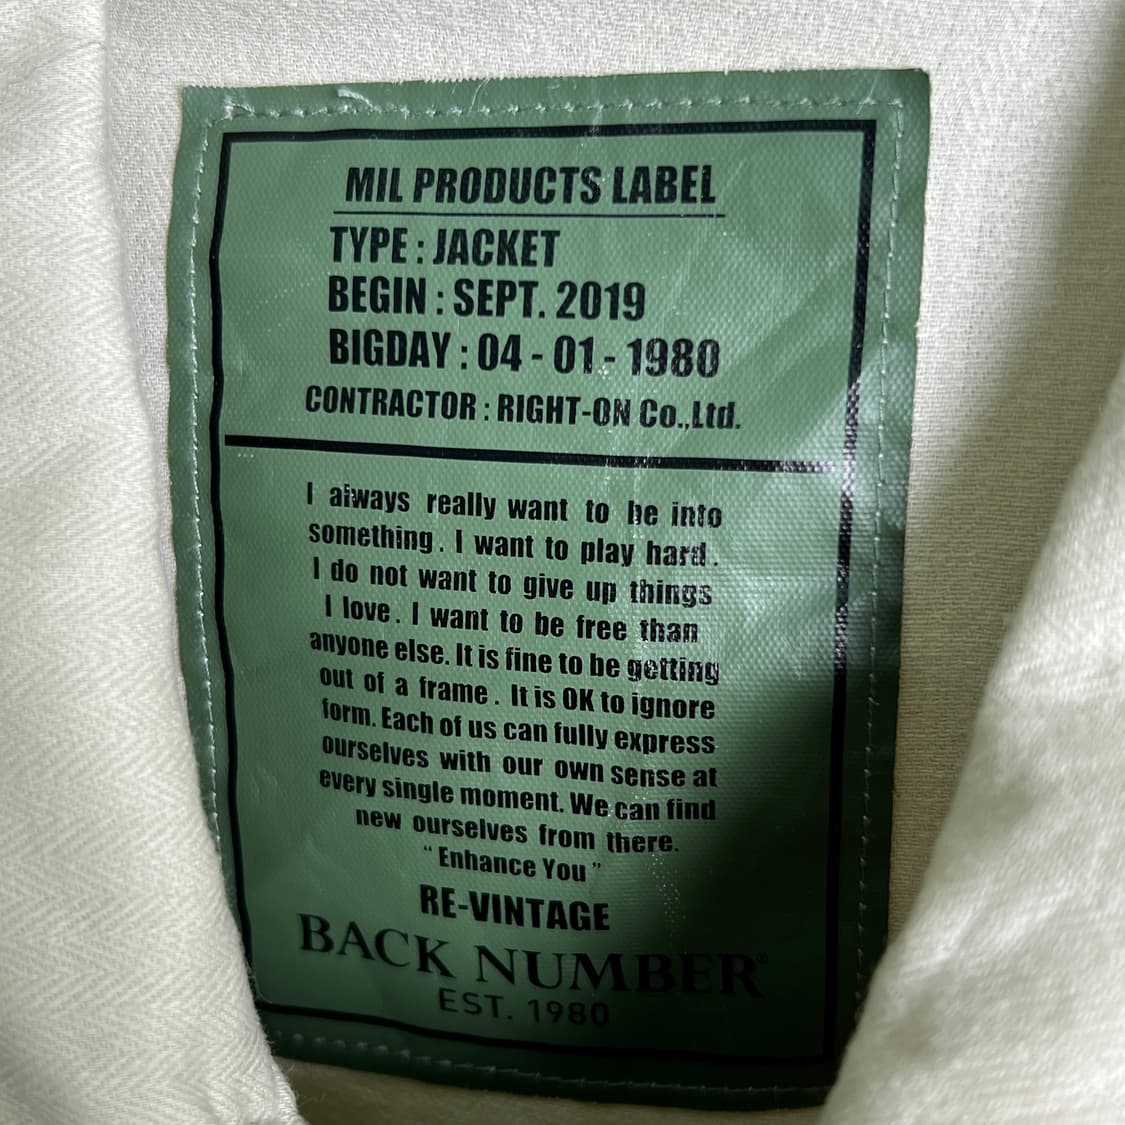 MIL PRODUCTS LABEL
TYPE : JACKET
BEGIN : SEPT. 2019
BIGDAY : 04 - 01 - 1980
CONTRACTOR : RIGHT-ON Co.,Ltd.
I always really want to be into
something . I want to play hard .
I do not want to give up things
I love . I want to be free than
anyone else. It is fine to be getting
out of a frame . It is OK to ignore
form. Each of us can fully express
ourselves with our own sense at
every single moment. We can find
new ourselves from there.
“ Enhance You ”
RE-VINTAGE
BACK NUMBER®
EST. 1980